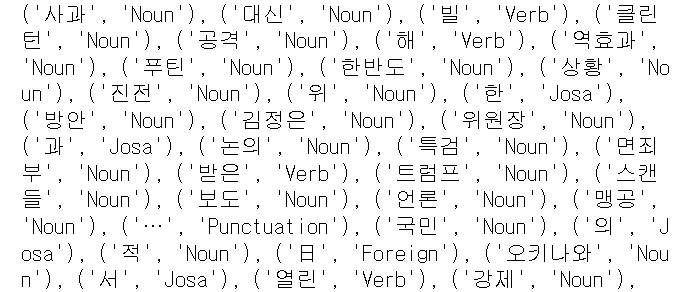 ('사과', 'Noun'), ('대신', 'Noun'), ('빌', 'Verb'), ('클린
턴', 'Noun'), ('공격', 'Noun'), ('해', 'Verb'), ('역효과',
'Noun'), ('푸틴', 'Noun'), ('한반도', 'Noun'), ('상황', 'No
un'), ('진전', 'Noun'), ('위', 'Noun'), ('한', 'Josa'),
('방안', 'Noun'), ('김정은', 'Noun'), ('위원장', 'Noun'),
('과', 'Josa'), ('논의', 'Noun'), ('특검', 'Noun'), ('면죄
부', 'Noun'), ('받은', 'Verb'), ('트럼프', 'Noun'), ('스캔
들', 'Noun'), ('보도', 'Noun'), ('언론', 'Noun'), ('맹공',
'Noun'), ('…', 'Punctuation'), ('국민', 'Noun'), ('의', 'J
osa'), ('적', 'Noun'), ('日', 'Foreign'), ('오키나와', 'Nou
n'), ('서', 'Josa'), ('열린', 'Verb'), ('강제', 'Noun'),